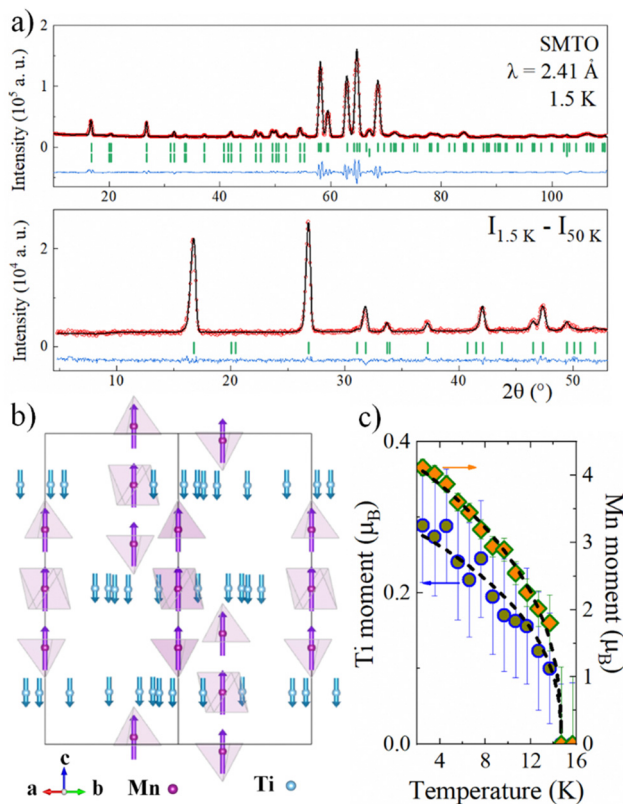 a)
SMTO
λ = 2.41 Å
1.5 K
Intensity (10⁵ a. u.)
2
1
0
20 40 60 80 100
I₁.₅ K - I₅₀ K
Intensity (10⁴ a. u.)
2
0
10 20 30 40 50
2θ (°)
b)
c
a b
Mn Ti
c)
Ti moment (μB)
0.4
0.2
0.0
Mn moment (μB)
4
3
2
1
0
4 8 12 16
Temperature (K)